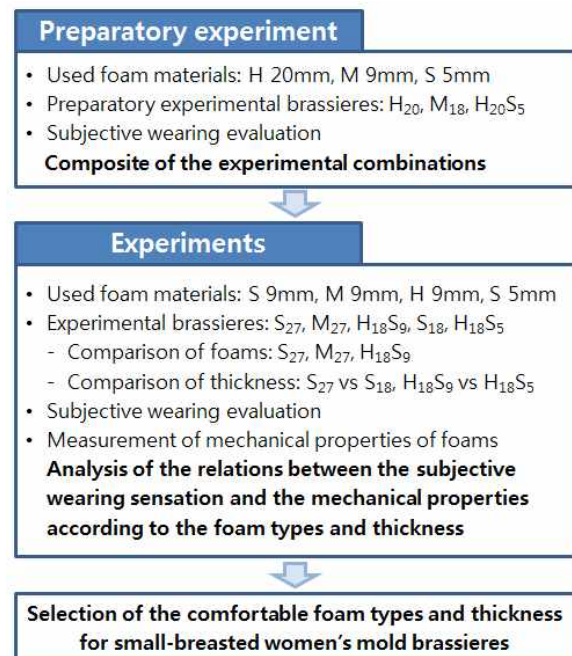 Preparatory experiment
• Used foam materials: H 20mm, M 9mm, S 5mm
• Preparatory experimental brassieres: H₂₀, M₁₈, H₂₀S₅
• Subjective wearing evaluation
Composite of the experimental combinations
Experiments
• Used foam materials: S 9mm, M 9mm, H 9mm, S 5mm
• Experimental brassieres: S₂₇, M₂₇, H₁₈S₉, S₁₈, H₁₈S₅
- Comparison of foams: S₂₇, M₂₇, H₁₈S₉
- Comparison of thickness: S₂₇ vs S₁₈, H₁₈S₉ vs H₁₈S₅
• Subjective wearing evaluation
• Measurement of mechanical properties of foams
Analysis of the relations between the subjective
wearing sensation and the mechanical properties
according to the foam types and thickness
Selection of the comfortable foam types and thickness
for small-breasted women's mold brassieres